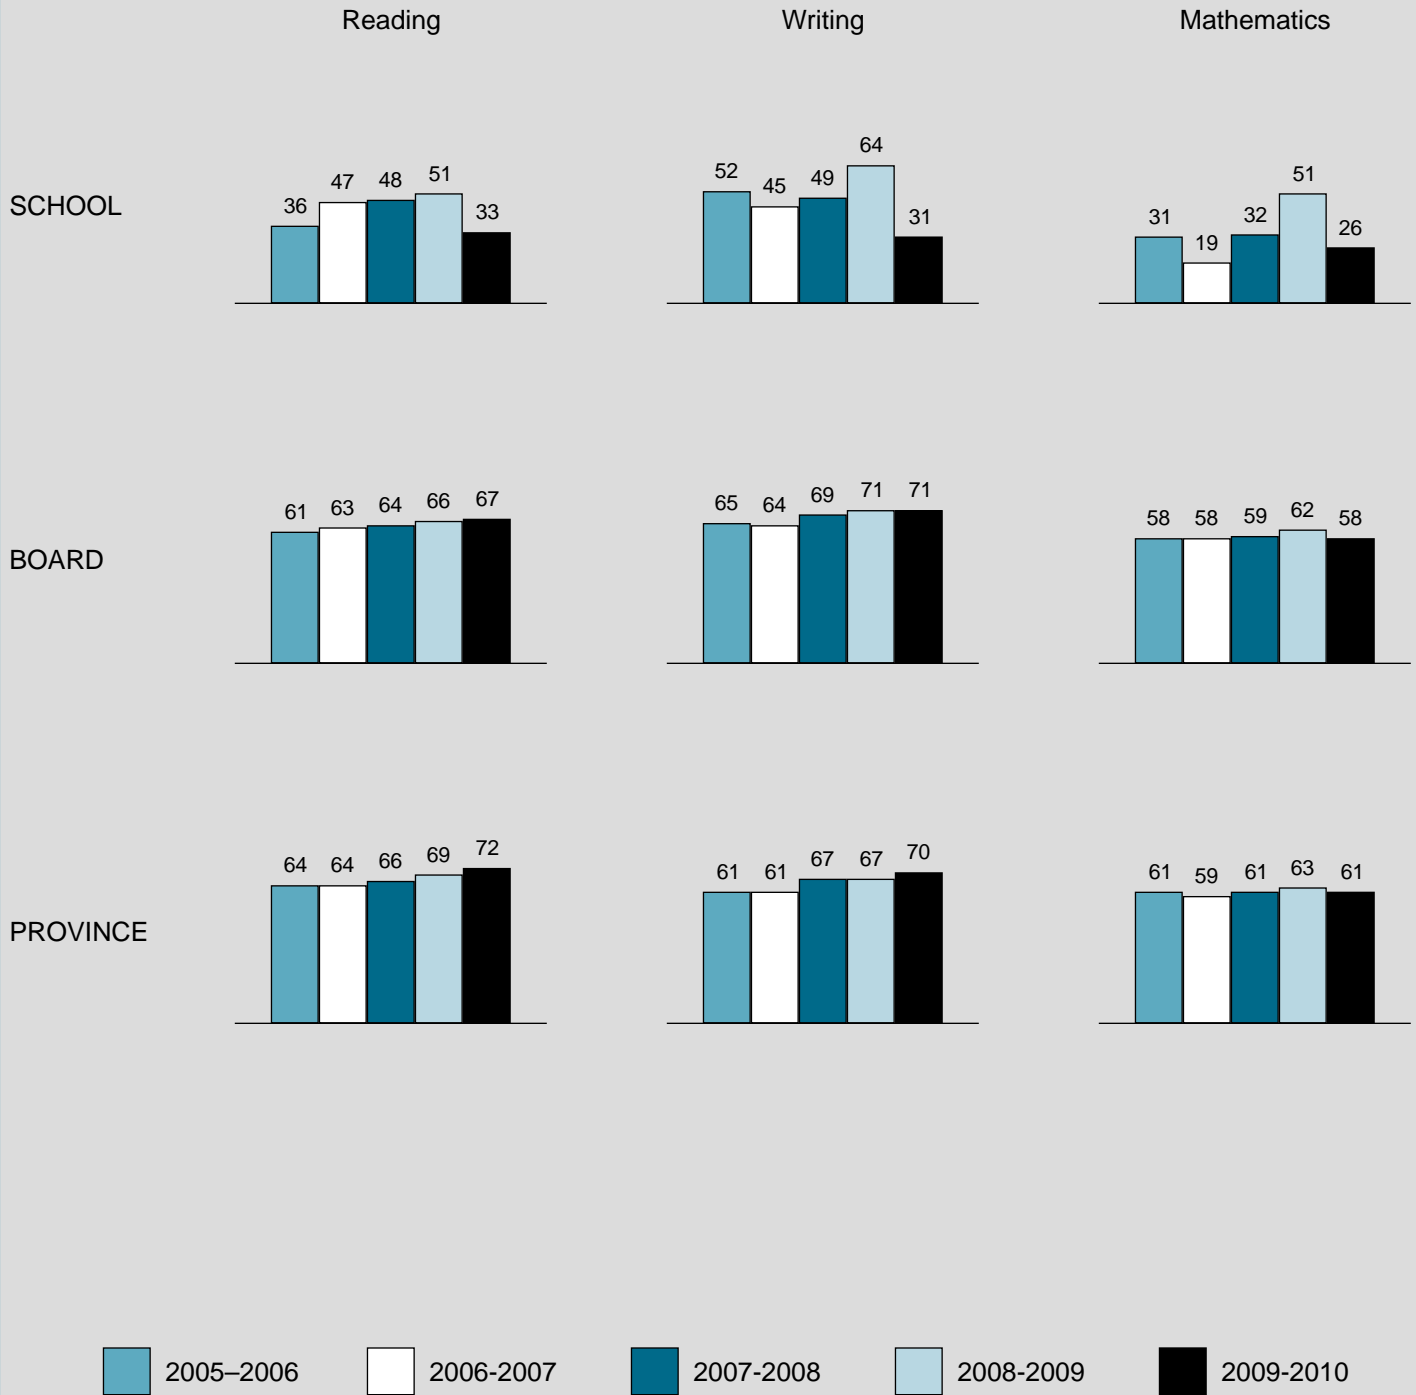 Reading Writing Mathematics
SCHOOL
36 47 48 51 33
52 45 49 64 31
31 19 32 51 26
BOARD
61 63 64 66 67
65 64 69 71 71
58 58 59 62 58
PROVINCE
64 64 66 69 72
61 61 67 67 70
61 59 61 63 61
2005–2006 2006-2007 2007-2008 2008-2009 2009-2010